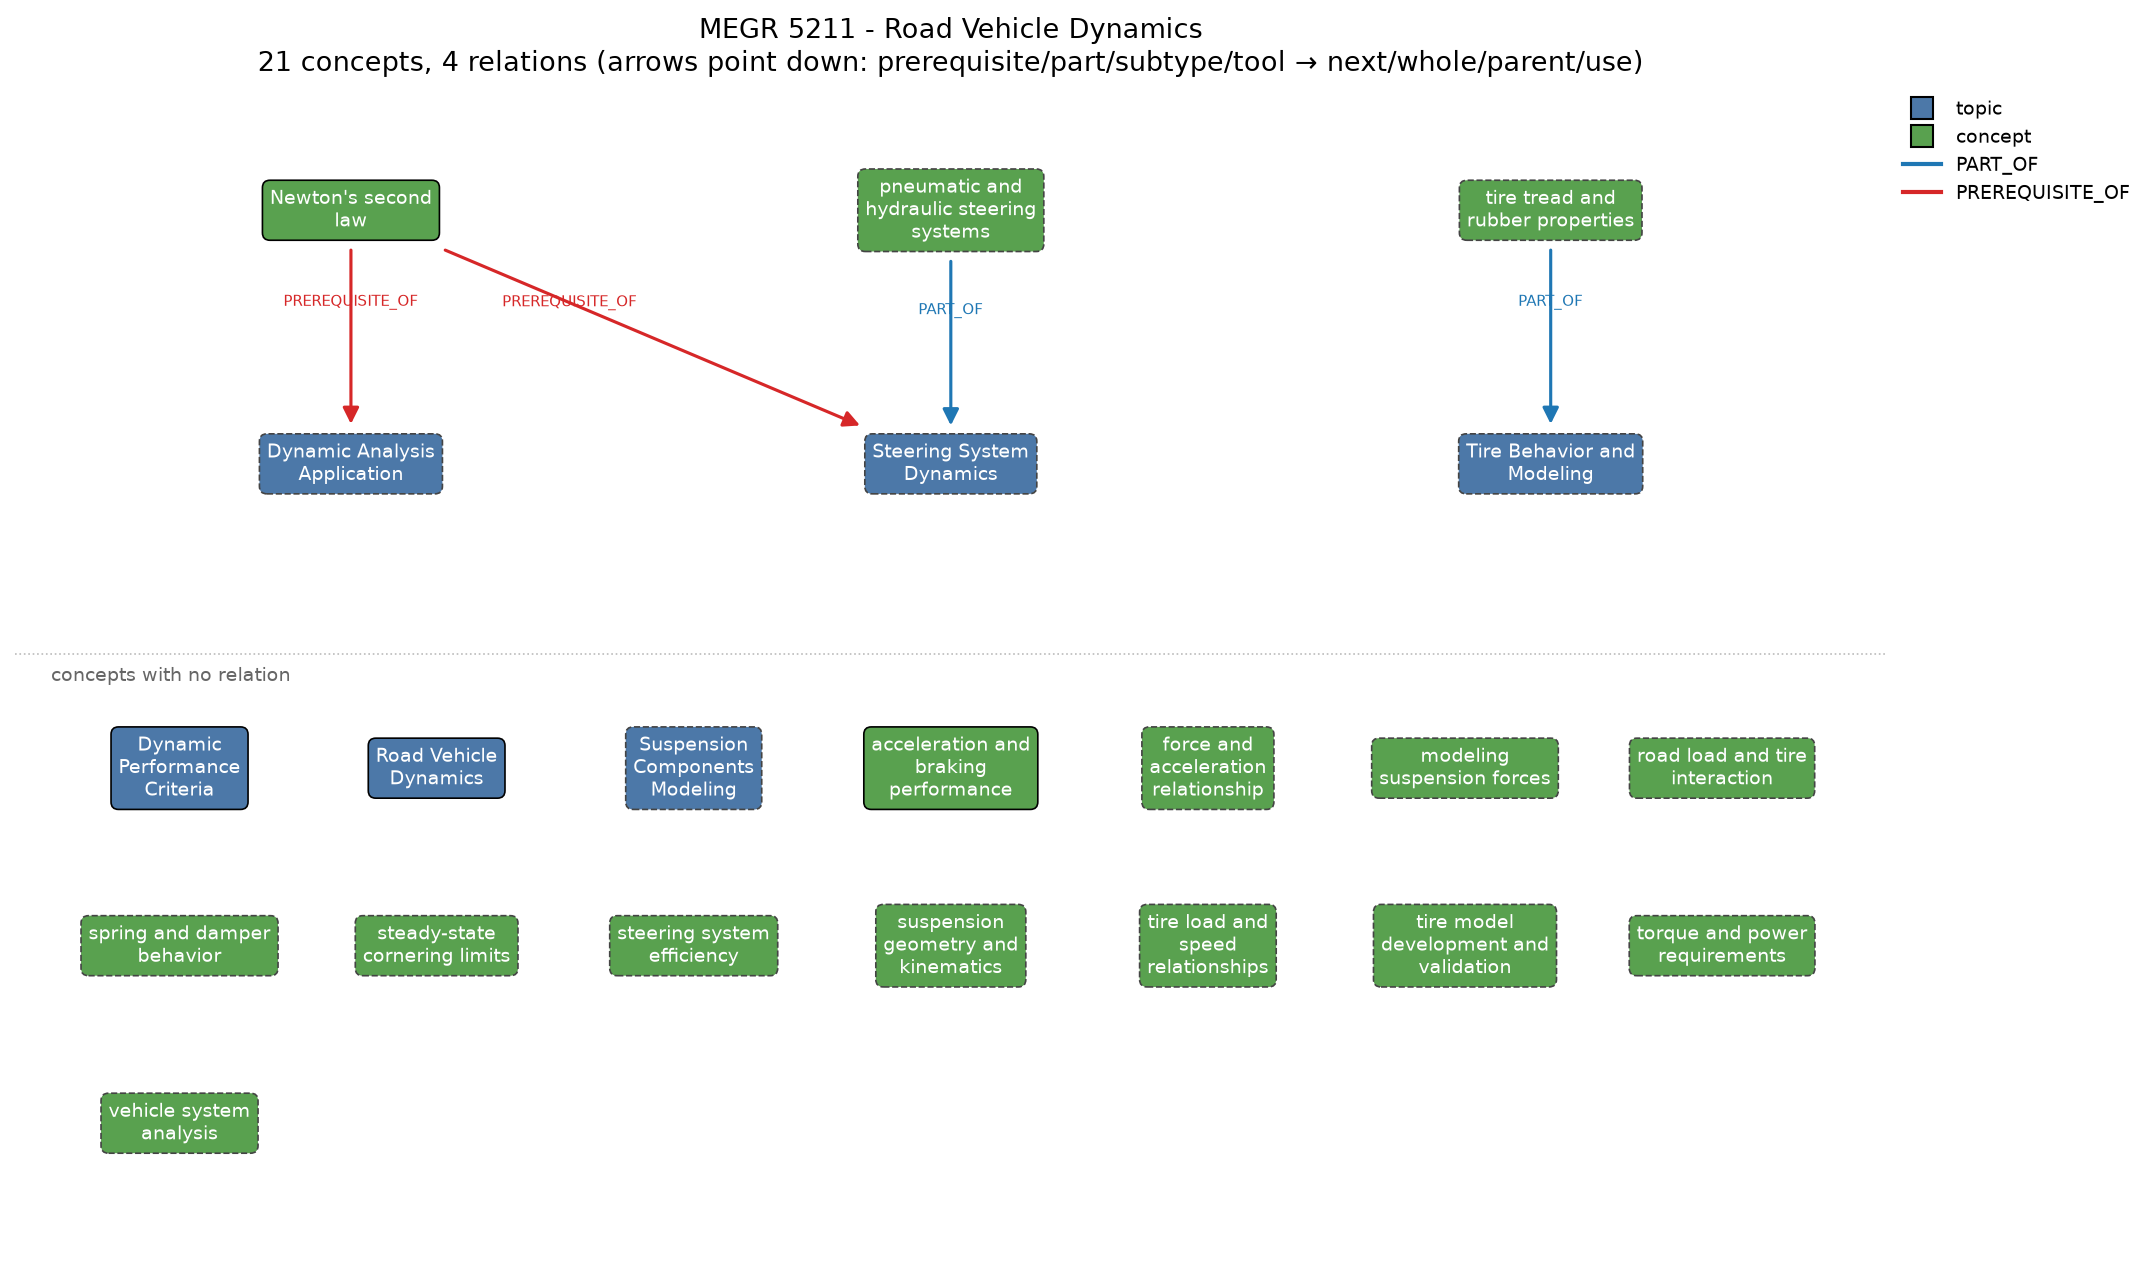 MEGR 5211 - Road Vehicle Dynamics
21 concepts, 4 relations (arrows point down: prerequisite/part/subtype/tool → next/whole/parent/use)
topic
concept
PART_OF
PREREQUISITE_OF
Newton's second
law
pneumatic and
hydraulic steering
systems
tire tread and
rubber properties
PREREQUISITE_OF
PREREQUISITE_OF
PART_OF
PART_OF
Dynamic Analysis
Application
Steering System
Dynamics
Tire Behavior and
Modeling
concepts with no relation
Dynamic
Performance
Criteria
Road Vehicle
Dynamics
Suspension
Components
Modeling
acceleration and
braking
performance
force and
acceleration
relationship
modeling
suspension forces
road load and tire
interaction
spring and damper
behavior
steady-state
cornering limits
steering system
efficiency
suspension
geometry and
kinematics
tire load and
speed
relationships
tire model
development and
validation
torque and power
requirements
vehicle system
analysis